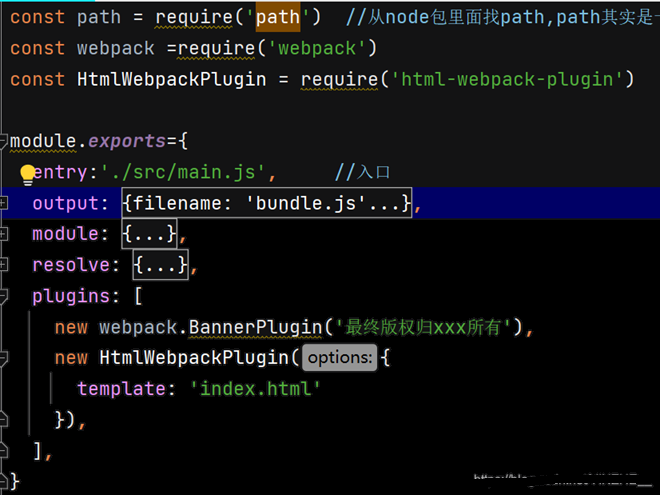 const path = require('path')  //从node包里面找path,path其实是
const webpack =require('webpack')
const HtmlWebpackPlugin = require('html-webpack-plugin')
module.exports={
entry:'./src/main.js',     //入口
output: {filename: 'bundle.js'...},
module: {...},
resolve: {...},
plugins: [
new webpack.BannerPlugin('最终版权归xxx所有'),
new HtmlWebpackPlugin( options: {
template: 'index.html'
}),
],
}